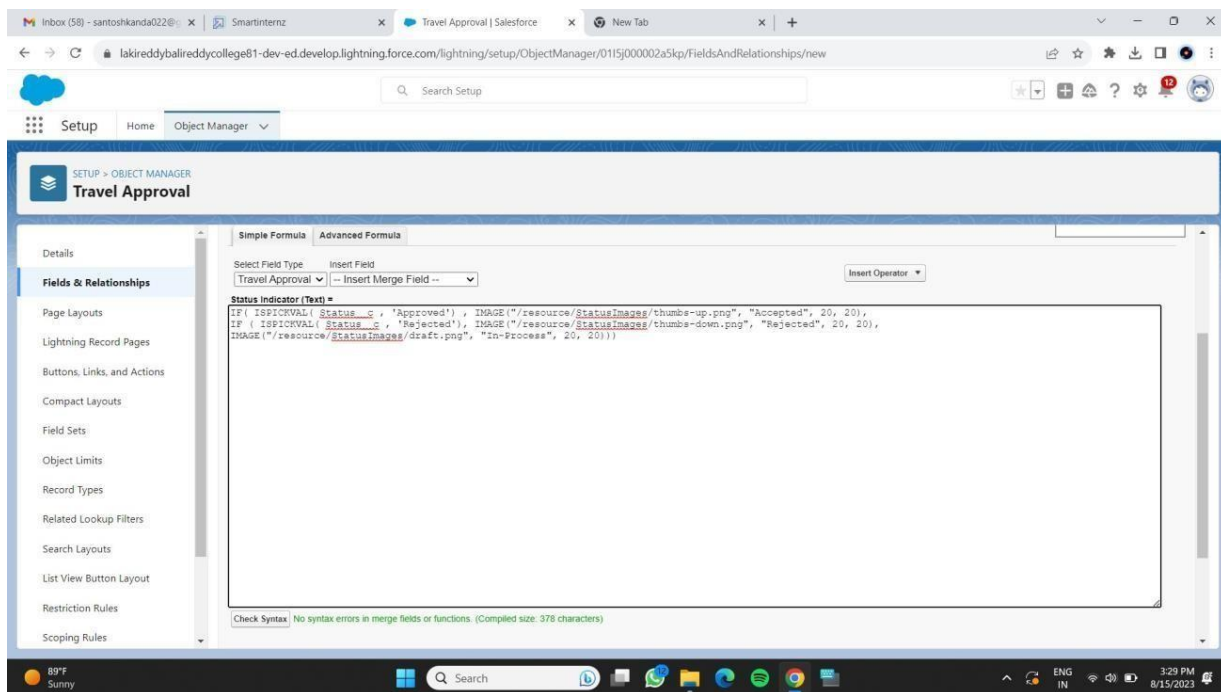 Inbox (58) - santoshkanda022@g
Smartinternz
Travel Approval | Salesforce
New Tab
lakireddybalireddycollege81-dev-ed.develop.lightning.force.com/lightning/setup/ObjectManager/01I5j000002a5kp/FieldsAndRelationships/new
Search Setup
12
Setup
Home
Object Manager
SETUP > OBJECT MANAGER
Travel Approval
Details
Fields & Relationships
Page Layouts
Lightning Record Pages
Buttons, Links, and Actions
Compact Layouts
Field Sets
Object Limits
Record Types
Related Lookup Filters
Search Layouts
List View Button Layout
Restriction Rules
Scoping Rules
Simple Formula Advanced Formula
Select Field Type Insert Field
Travel Approval -- Insert Merge Field --
Insert Operator
Status Indicator (Text) =
IF( ISPICKVAL( Status__c , 'Approved') , IMAGE("/resource/StatusImages/thumbs-up.png", "Accepted", 20, 20),
IF ( ISPICKVAL( Status__c , 'Rejected'), IMAGE("/resource/StatusImages/thumbs-down.png", "Rejected", 20, 20),
IMAGE("/resource/StatusImages/draft.png", "In-Process", 20, 20)))
Check Syntax No syntax errors in merge fields or functions. (Compiled size: 378 characters)
89°F
Sunny
Search
ENG
IN
3:29 PM
8/15/2023